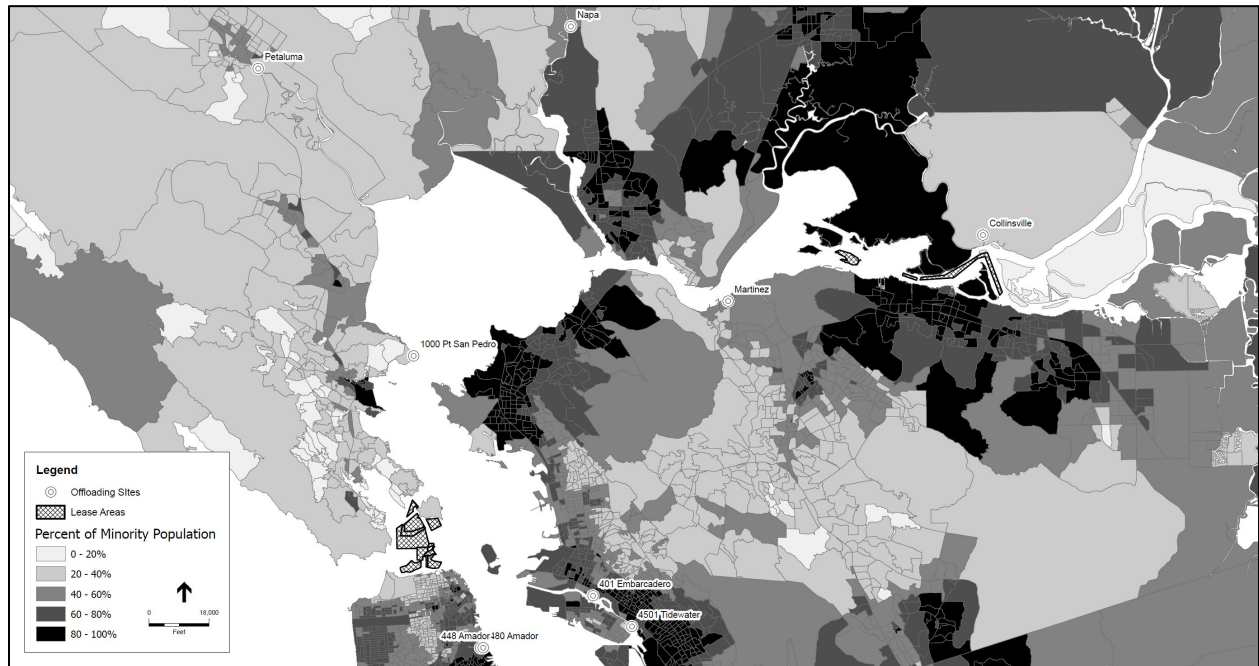 Napa
Petaluma
Collinsville
Martinez
1000 Pt San Pedro
401 Embarcadero
4501 Tidewater
448 Amador
480 Amador
Legend
Offloading SItes
Lease Areas
Percent of Minority Population
0 - 20%
20 - 40%
40 - 60%
60 - 80%
80 - 100%
0 18,000
Feet